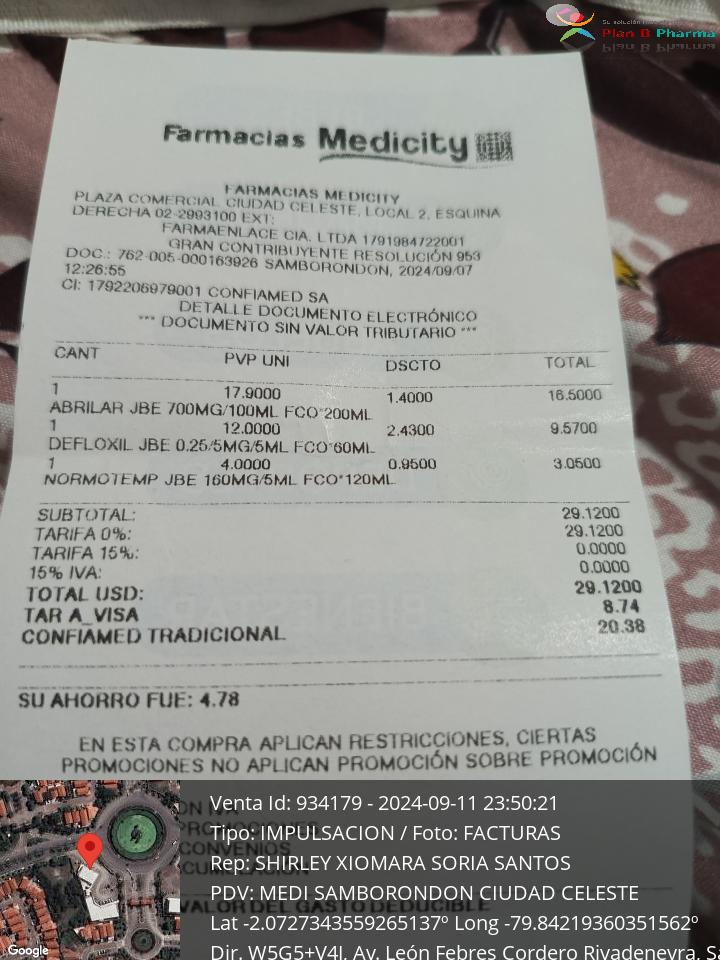 Su solución
Plan B Pharma
Farmacias Medicity
FARMACIAS MEDICITY
PLAZA COMERCIAL CIUDAD CELESTE, LOCAL 2, ESQUINA
DERECHA 02-2993100 EXT:
FARMAENLACE CIA. LTDA 1791984722001
GRAN CONTRIBUYENTE RESOLUCIÓN 953
DOC.: 762-005-000163926 SAMBORONDON, 2024/09/07
12:26:55
CI: 1792206979001 CONFIAMED SA
DETALLE DOCUMENTO ELECTRÓNICO
*** DOCUMENTO SIN VALOR TRIBUTARIO ***
CANT PVP UNI DSCTO TOTAL
1 17.9000 1.4000 16.5000
ABRILAR JBE 700MG/100ML FCO*200ML
1 12.0000 2.4300 9.5700
DEFLOXIL JBE 0.25/5MG/5ML FCO*60ML
1 4.0000 0.9500 3.0500
NORMOTEMP JBE 160MG/5ML FCO*120ML
SUBTOTAL: 29.1200
TARIFA 0%: 29.1200
TARIFA 15%: 0.0000
15% IVA: 0.0000
TOTAL USD: 29.1200
TAR A_VISA 8.74
CONFIAMED TRADICIONAL 20.38
SU AHORRO FUE: 4.78
EN ESTA COMPRA APLICAN RESTRICCIONES, CIERTAS
PROMOCIONES NO APLICAN PROMOCIÓN SOBRE PROMOCIÓN
VALOR DEL GASTO DEDUCIBLE
Venta Id: 934179 - 2024-09-11 23:50:21
Tipo: IMPULSACION / Foto: FACTURAS
Rep: SHIRLEY XIOMARA SORIA SANTOS
PDV: MEDI SAMBORONDON CIUDAD CELESTE
Lat -2.0727343559265137º Long -79.84219360351562º
Dir. W5G5+V4J, Av. León Febres Cordero Rivadeneyra, Sa
Google